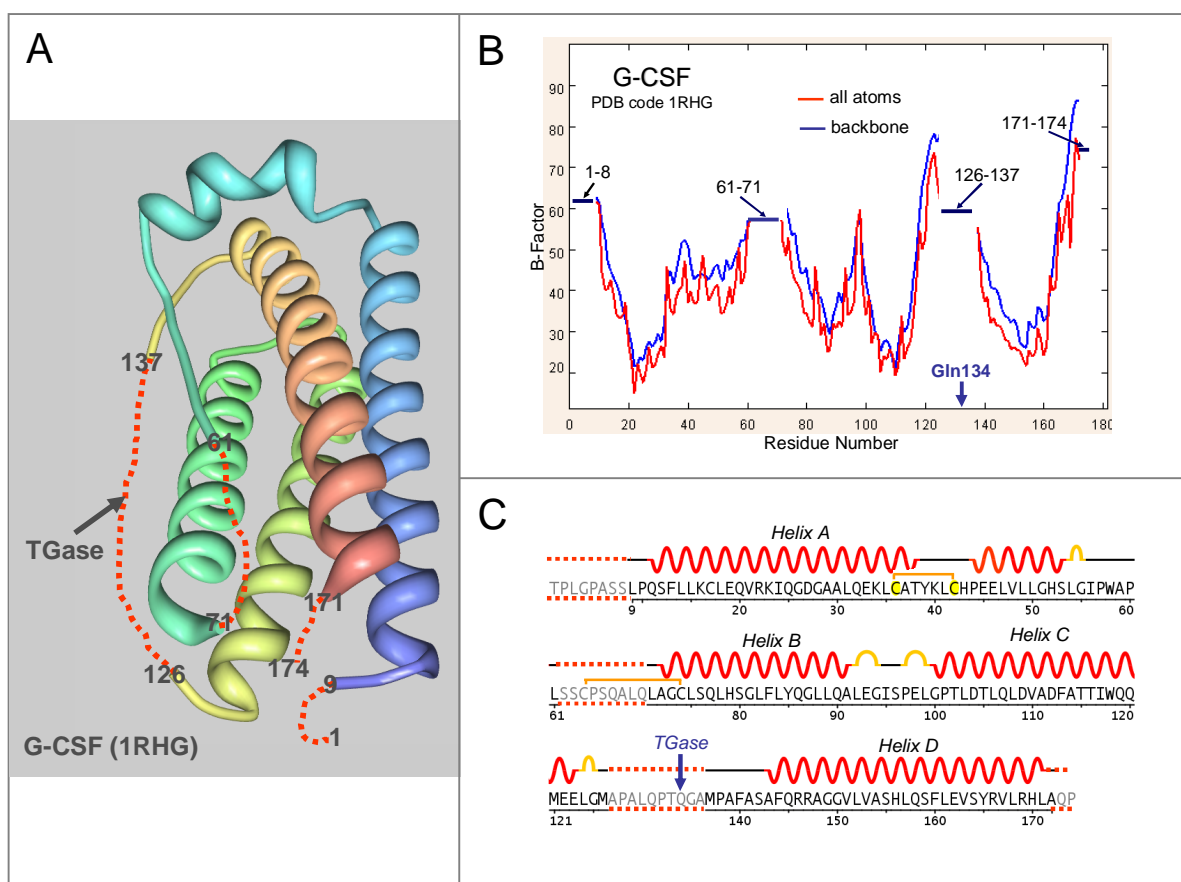 A
137
61
TGase
71
171
126
174
9
1
G-CSF (1RHG)
B
G-CSF
PDB code 1RHG
all atoms
backbone
1-8
61-71
126-137
171-174
Gln134
B-Factor
90
80
70
60
50
40
30
20
0
20
40
60
80
100
120
140
160
180
Residue Number
C
Helix A
TPLGPASSLPQSFLLKCLEQVRKIQGDGAALQEKLCATYKLCHPEELVLLGHSLGIPWAP
9 20 30 40 50 60
Helix B Helix C
LSSCPSQALQLAGCLSQLHSGLFLYQGLLQALEGISPELGPTLDTLQLDVADFATTIWQQ
61 80 90 100 110 120
TGase Helix D
MEELGMAPALQPTQGAMPAFASAFQRRAGGVLVASHLQSFLEVSYRVLRHLAQP
121 140 150 160 170